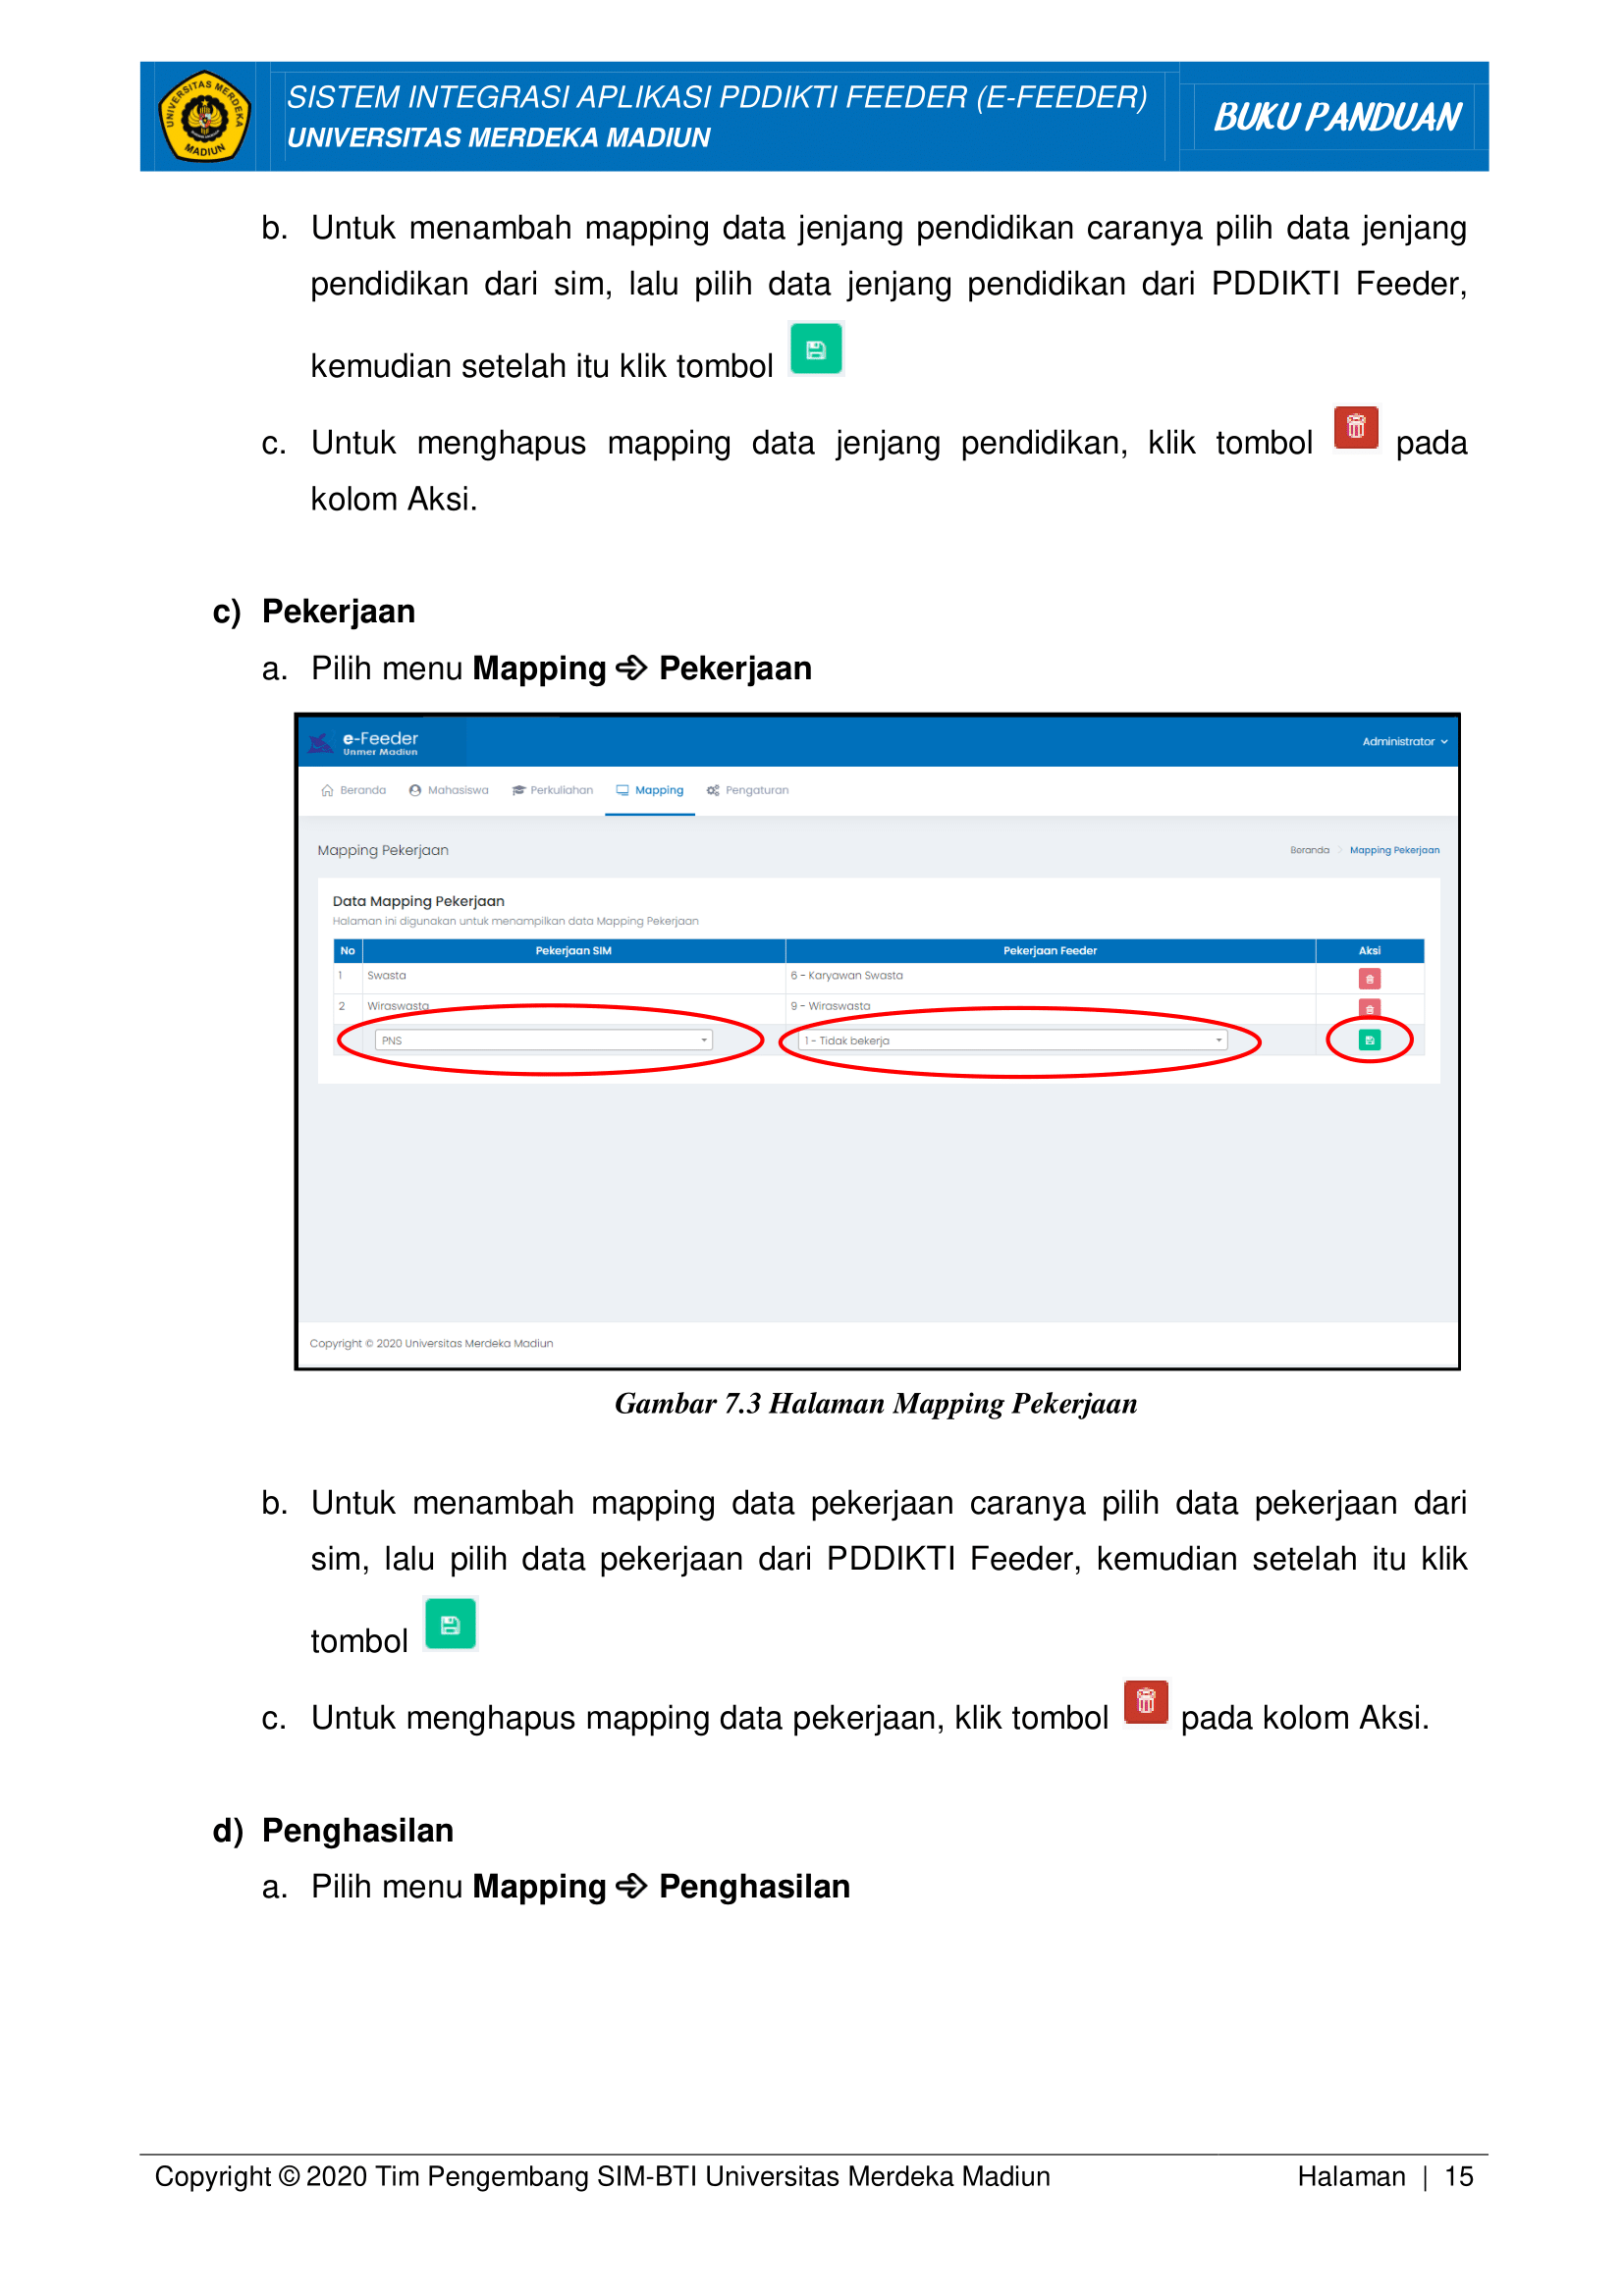 UNIVERSITAS MERDEKA
MADIUN
SISTEM INTEGRASI APLIKASI PDDIKTI FEEDER (E-FEEDER)
UNIVERSITAS MERDEKA MADIUN
BUKU PANDUAN
b. Untuk menambah mapping data jenjang pendidikan caranya pilih data jenjang
pendidikan dari sim, lalu pilih data jenjang pendidikan dari PDDIKTI Feeder,
kemudian setelah itu klik tombol
c. Untuk menghapus mapping data jenjang pendidikan, klik tombol pada
kolom Aksi.
c) Pekerjaan
a. Pilih menu Mapping ➩ Pekerjaan
e-Feeder
Unmer Madiun
Administrator
Beranda Mahasiswa Perkuliahan Mapping Pengaturan
Mapping Pekerjaan
Beranda > Mapping Pekerjaan
Data Mapping Pekerjaan
Halaman ini digunakan untuk menampilkan data Mapping Pekerjaan
No Pekerjaan SIM Pekerjaan Feeder Aksi
1 Swasta 6 - Karyawan Swasta
2 Wiraswasta 9 - Wiraswasta
PNS 1 - Tidak bekerja
Copyright © 2020 Universitas Merdeka Madiun
Gambar 7.3 Halaman Mapping Pekerjaan
b. Untuk menambah mapping data pekerjaan caranya pilih data pekerjaan dari
sim, lalu pilih data pekerjaan dari PDDIKTI Feeder, kemudian setelah itu klik
tombol
c. Untuk menghapus mapping data pekerjaan, klik tombol pada kolom Aksi.
d) Penghasilan
a. Pilih menu Mapping ➩ Penghasilan
Copyright © 2020 Tim Pengembang SIM-BTI Universitas Merdeka Madiun
Halaman | 15